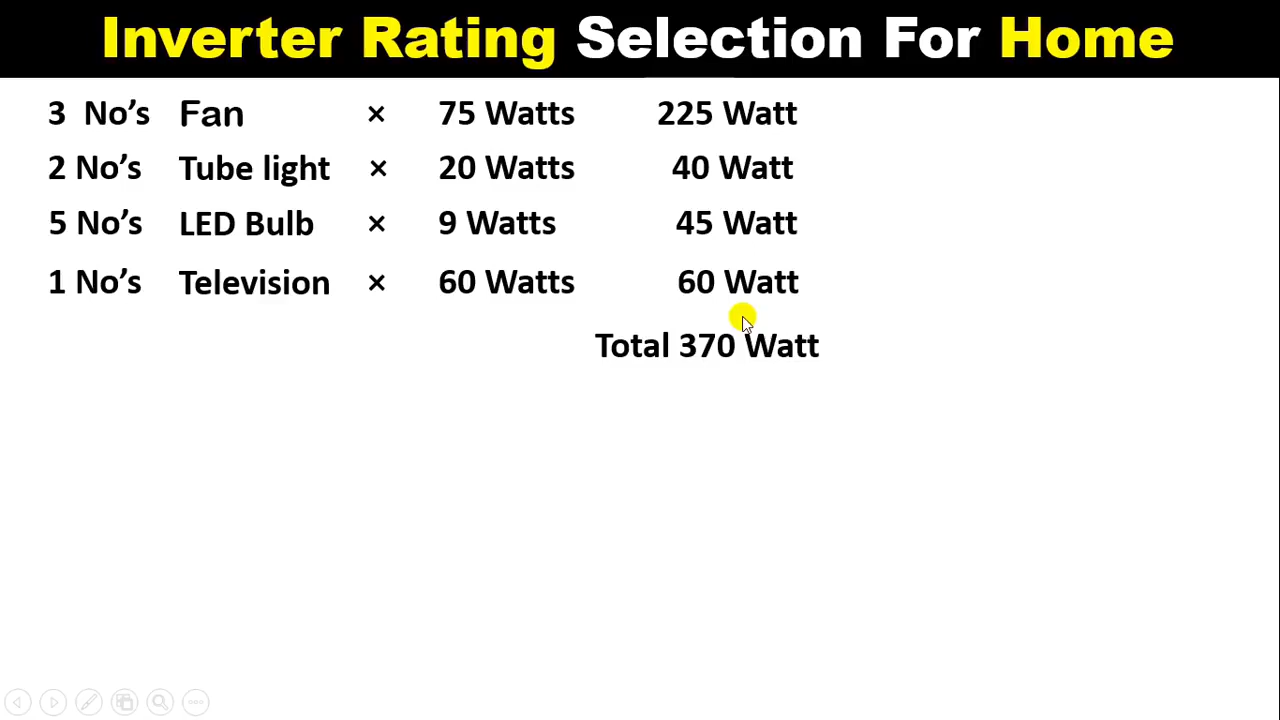 Inverter Rating Selection For Home
3 No’s Fan × 75 Watts 225 Watt
2 No’s Tube light × 20 Watts 40 Watt
5 No’s LED Bulb × 9 Watts 45 Watt
1 No’s Television × 60 Watts 60 Watt
Total 370 Watt